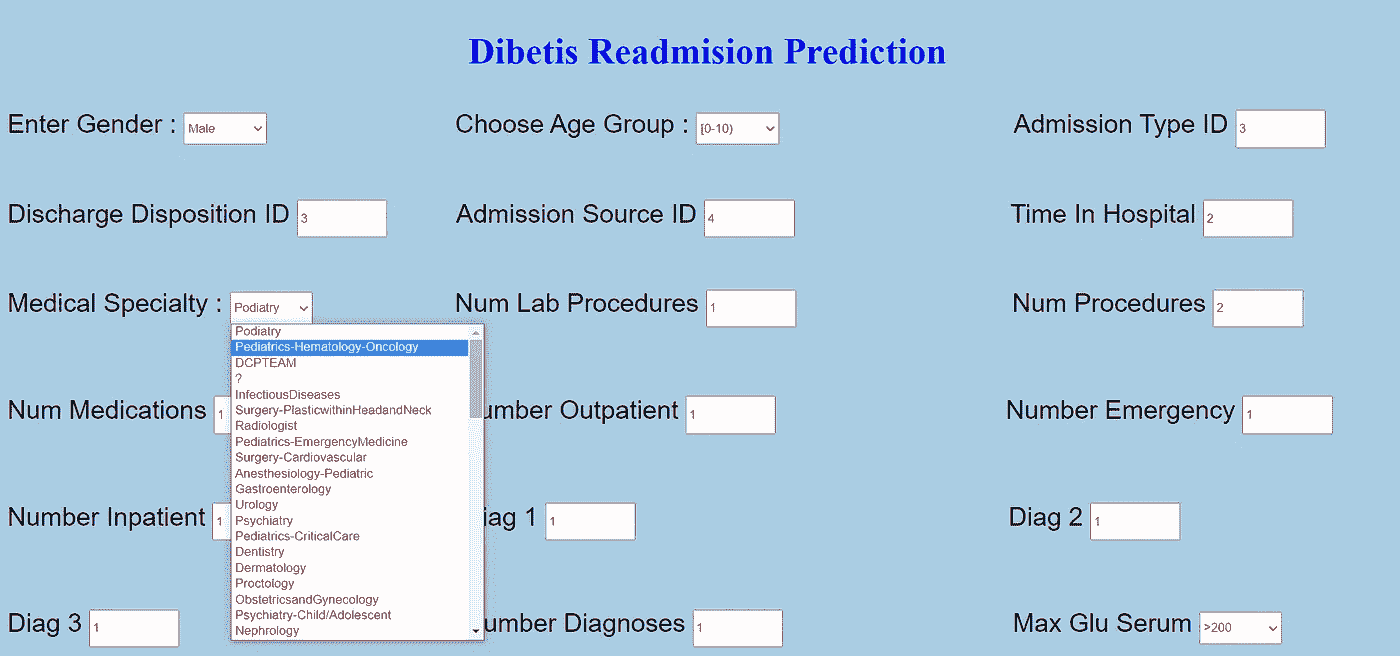 Dibetis Readmision Prediction
Enter Gender : Male
Choose Age Group : [0-10)
Admission Type ID 3
Discharge Disposition ID 3
Admission Source ID 4
Time In Hospital 2
Medical Specialty : Podiatry
Num Lab Procedures 1
Num Procedures 2
Podiatry
Pediatrics-Hematology-Oncology
DCPTEAM
?
InfectiousDiseases
Surgery-PlasticwithinHeadandNeck
Radiologist
Pediatrics-EmergencyMedicine
Surgery-Cardiovascular
Anesthesiology-Pediatric
Gastroenterology
Urology
Psychiatry
Pediatrics-CriticalCare
Dentistry
Dermatology
Proctology
ObstetricsandGynecology
Psychiatry-Child/Adolescent
Nephrology
Num Medications 1
umber Outpatient 1
Number Emergency 1
Number Inpatient 1
iag 1 1
Diag 2 1
Diag 3 1
umber Diagnoses 1
Max Glu Serum >200